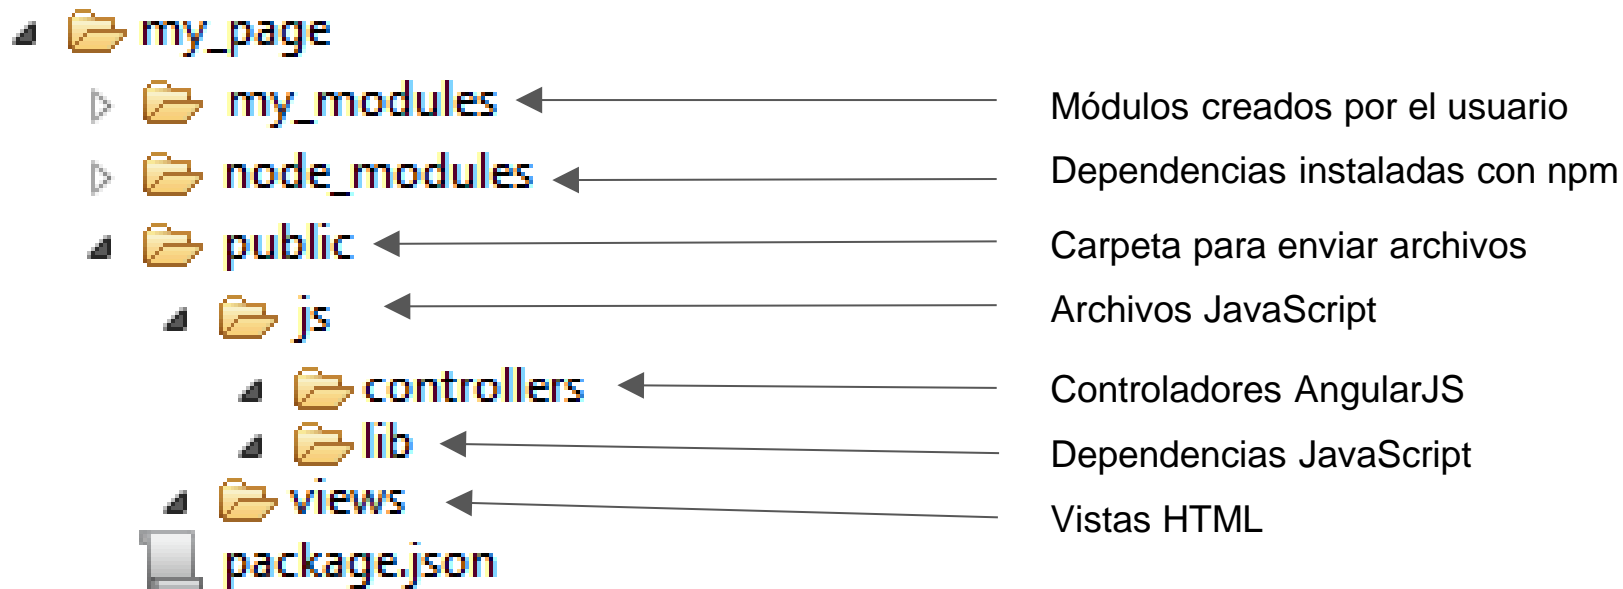 my_page
my_modules Módulos creados por el usuario
node_modules Dependencias instaladas con npm
public Carpeta para enviar archivos
js Archivos JavaScript
controllers Controladores AngularJS
lib Dependencias JavaScript
views Vistas HTML
package.json